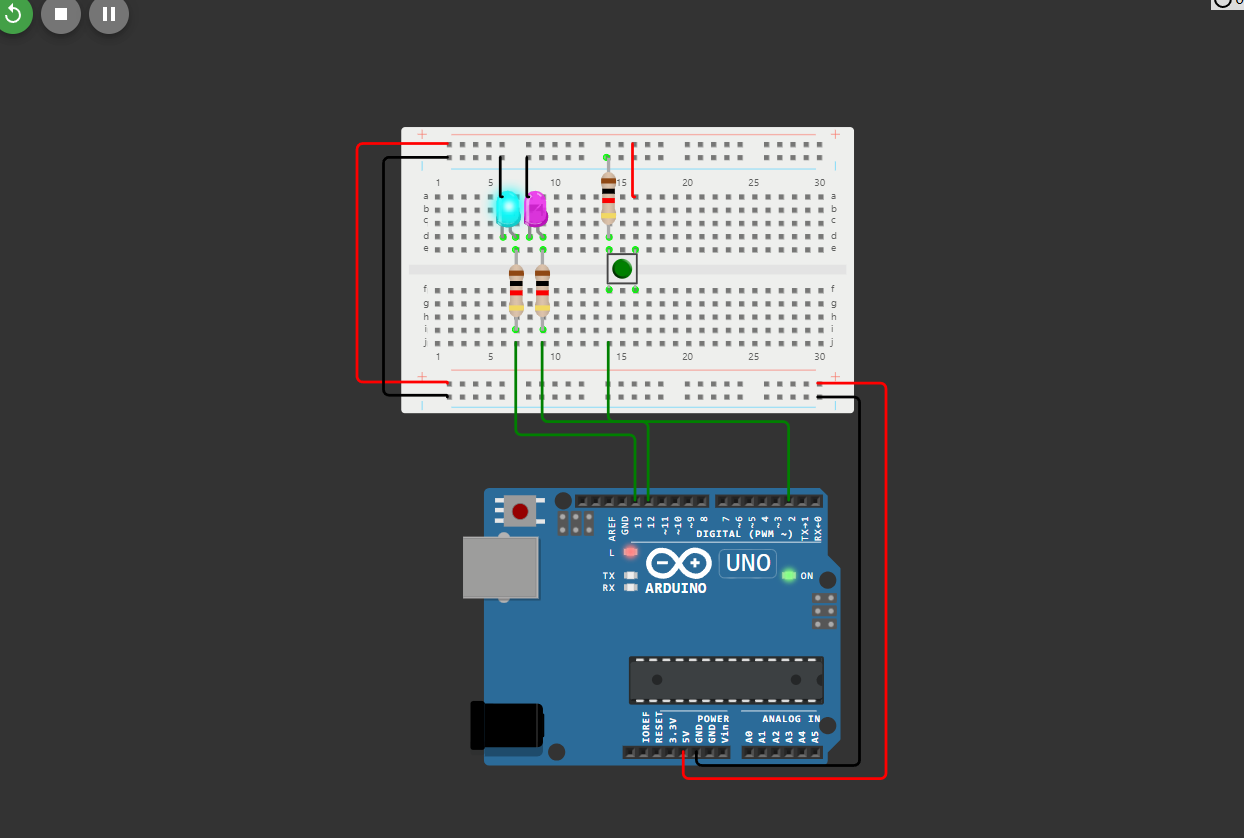 + +
1 5 10 15 20 25 30
a a
b b
c c
d d
e e
f f
g g
h h
i i
j j
1 5 10 15 20 25 30
+ +
AREF GND 13 12 ~11 ~10 ~9 8 7 ~6 ~5 4 ~3 2 TX→1 RX←0
DIGITAL (PWM ~)
L
UNO
TX ON
RX ARDUINO
POWER ANALOG IN
IOREF RESET 3.3V 5V GND GND Vin A0 A1 A2 A3 A4 A5